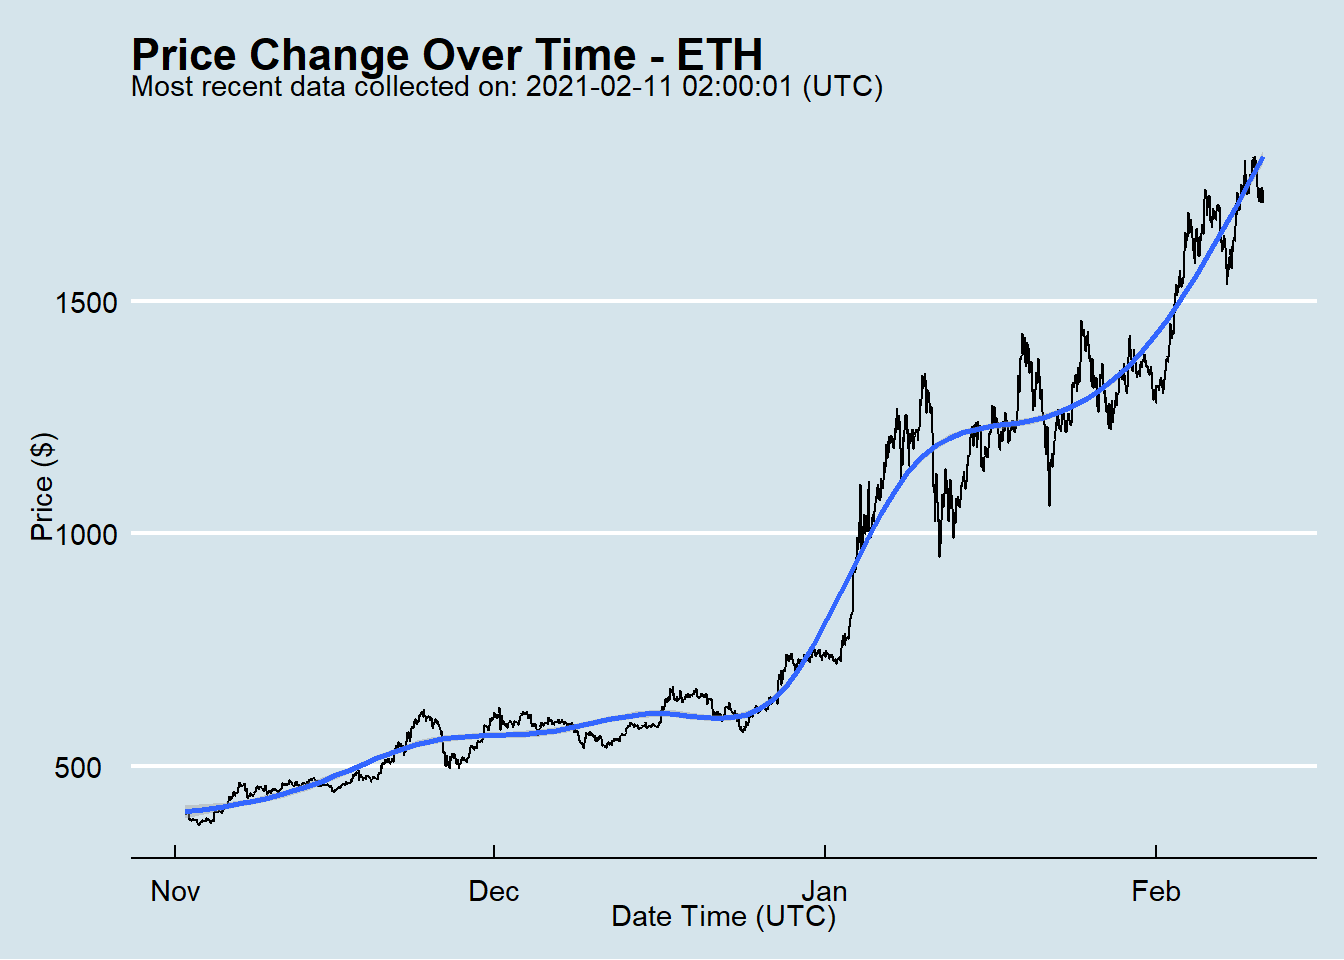 Price Change Over Time - ETH
Most recent data collected on: 2021-02-11 02:00:01 (UTC)
Price ($)
1500
1000
500
Nov Dec Jan Feb
Date Time (UTC)